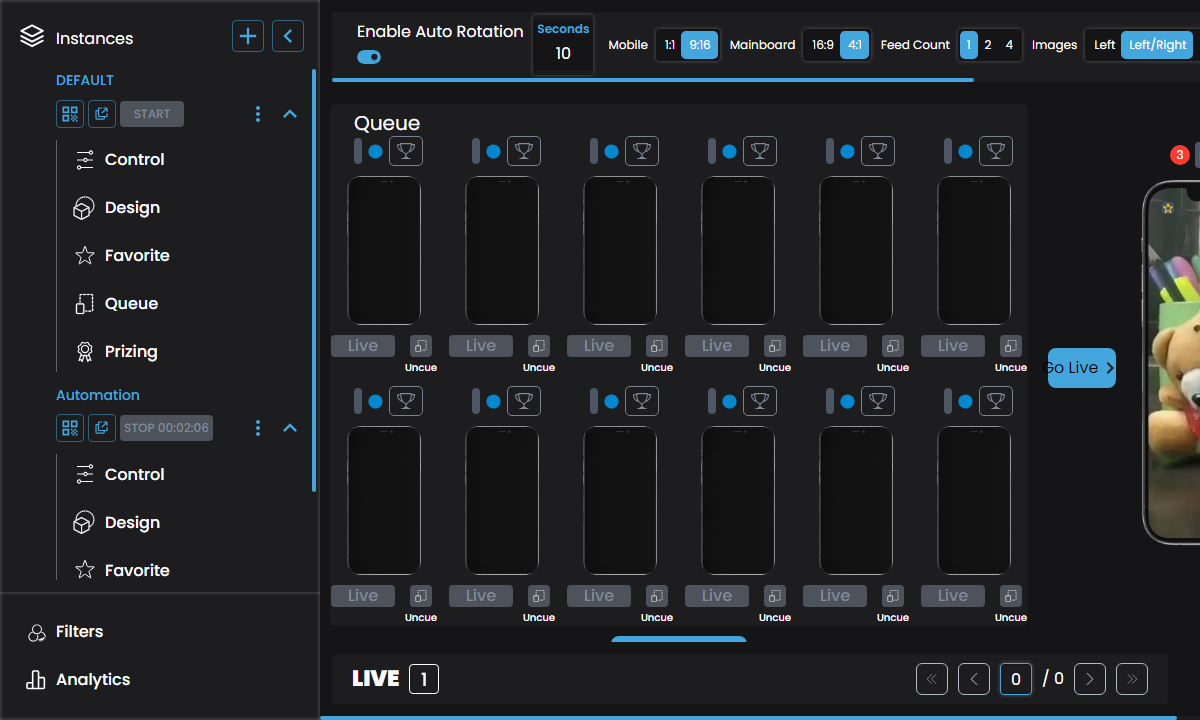 Instances
DEFAULT
START
Control
Design
Favorite
Queue
Prizing
Automation
STOP 00:02:06
Control
Design
Favorite
Filters
Analytics
Enable Auto Rotation
Seconds
10
Mobile 1:1 9:16 Mainboard 16:9 4:1 Feed Count 1 2 4 Images Left Left/Right
Queue
Live Live Live Live Live Live
Uncue Uncue Uncue Uncue Uncue Uncue
Live Live Live Live Live Live
Uncue Uncue Uncue Uncue Uncue Uncue
3
Go Live
LIVE 1
0 / 0